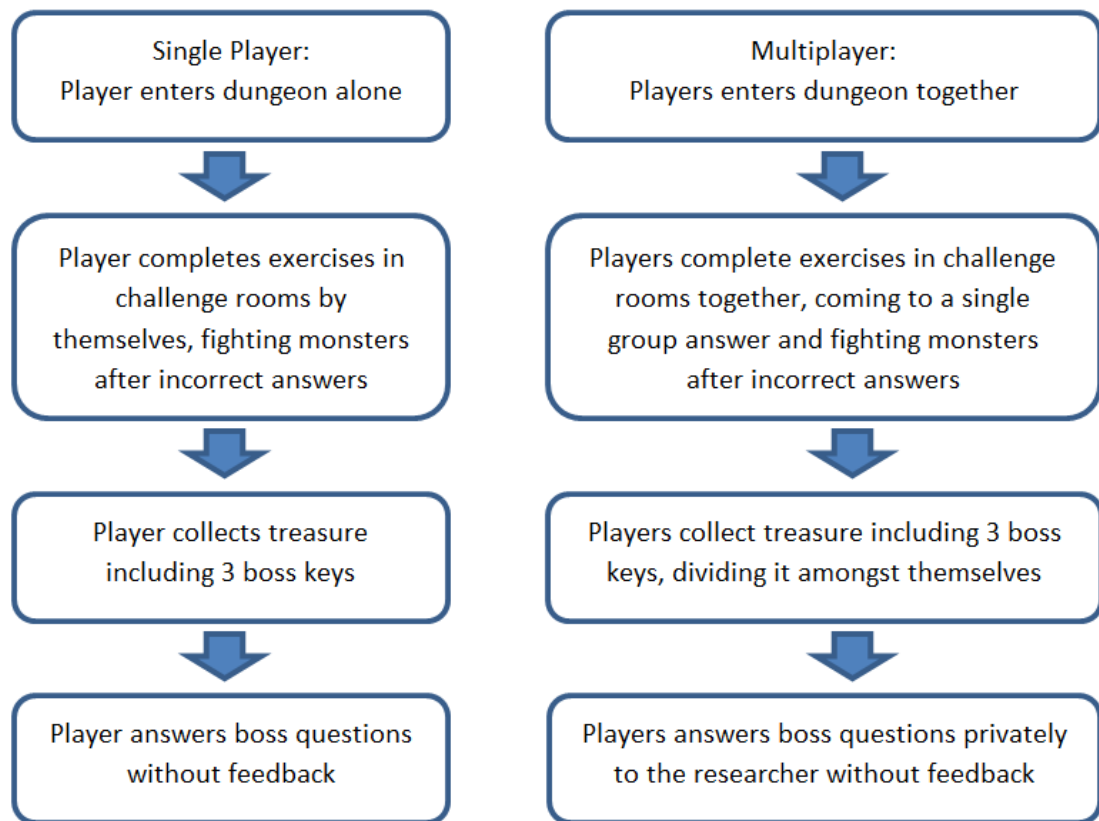 Single Player:
Player enters dungeon alone
Player completes exercises in
challenge rooms by
themselves, fighting monsters
after incorrect answers
Player collects treasure
including 3 boss keys
Player answers boss questions
without feedback
Multiplayer:
Players enters dungeon together
Players complete exercises in challenge
rooms together, coming to a single
group answer and fighting monsters
after incorrect answers
Players collect treasure including 3 boss
keys, dividing it amongst themselves
Players answers boss questions privately
to the researcher without feedback